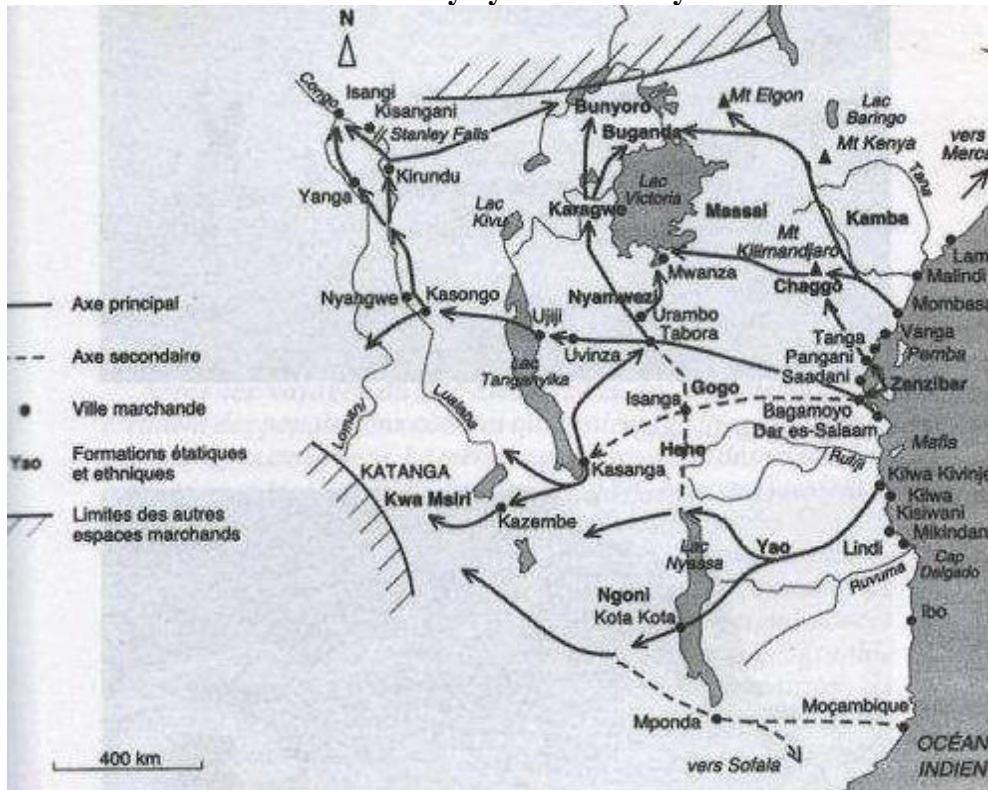 N
Congo
Isangi
Kisangani
Stanley Falls
Bunyoro
Buganda
Mt Elgon
Lac
Baringo
Mt Kenya
vers
Merca
Kirundu
Yanga
Lac
Kivu
Karagwe
Lac
Victoria
Massaï
Kamba
Tana
Mt
Kilimandjaro
Lam
Malindi
Mwanza
Chaggo
Mombasa
Nyangwe
Kasongo
Nyamwezi
Ujiji
Urambo
Tabora
Uvinza
Tanga
Vanga
Pangani
Pemba
Saadani
Zanzibar
Lac
Tanganyika
Gogo
Isanga
Bagamoyo
Dar es-Salaam
Lomami
Lualaba
Hehe
Rufiji
Mafia
KATANGA
Kasanga
Kilwa Kivinje
Kwa Msiri
Kazembe
Kilwa
Kisiwani
Mikindan
Lac
Nyassa
Yao
Lindi
Cap
Delgado
Ruvuma
Ngoni
Kota Kota
Ibo
Mponda
Moçambique
vers Sofala
OCÉAN
INDIEN
Axe principal
Axe secondaire
Ville marchande
Yao
Formations étatiques
et ethniques
Limites des autres
espaces marchands
400 km